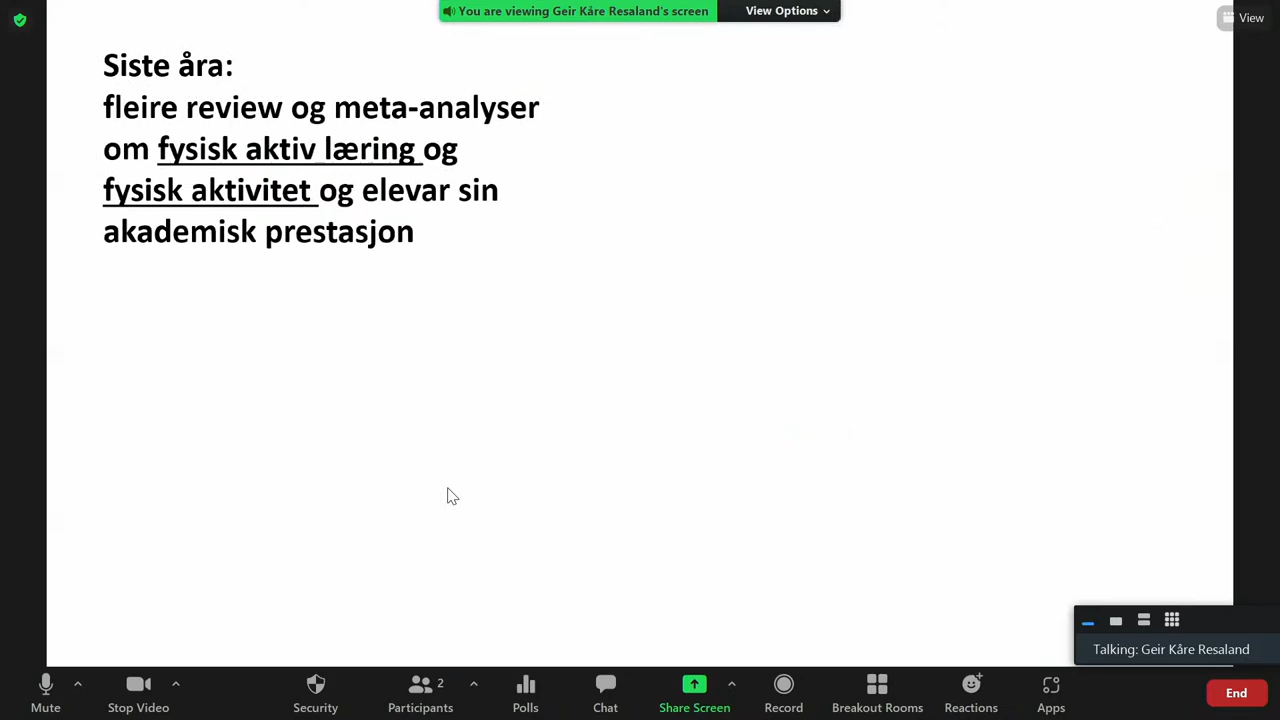 You are viewing Geir Kåre Resaland's screen
View Options
View
Siste åra:
fleire review og meta-analyser
om fysisk aktiv læring og
fysisk aktivitet og elevar sin
akademisk prestasjon
Talking: Geir Kåre Resaland
Mute
Stop Video
Security
Participants
2
Polls
Chat
Share Screen
Record
Breakout Rooms
Reactions
Apps
End